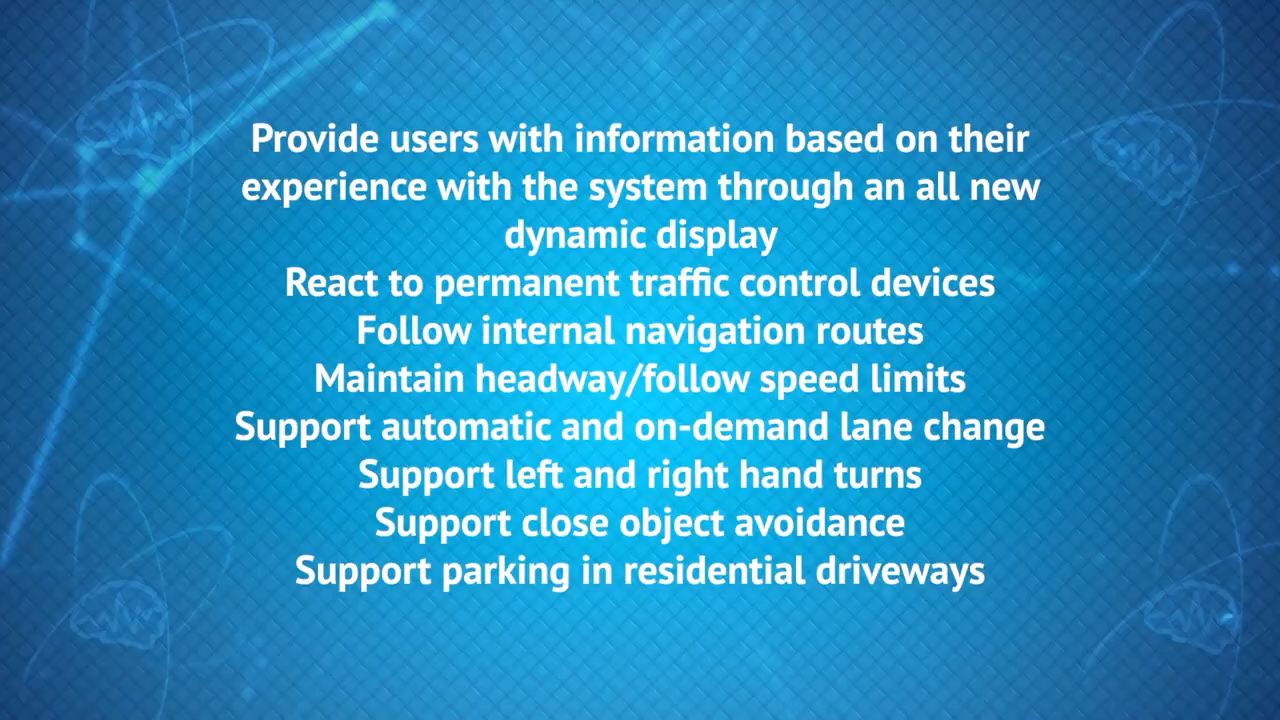 Provide users with information based on their
experience with the system through an all new
dynamic display
React to permanent traffic control devices
Follow internal navigation routes
Maintain headway/follow speed limits
Support automatic and on-demand lane change
Support left and right hand turns
Support close object avoidance
Support parking in residential driveways